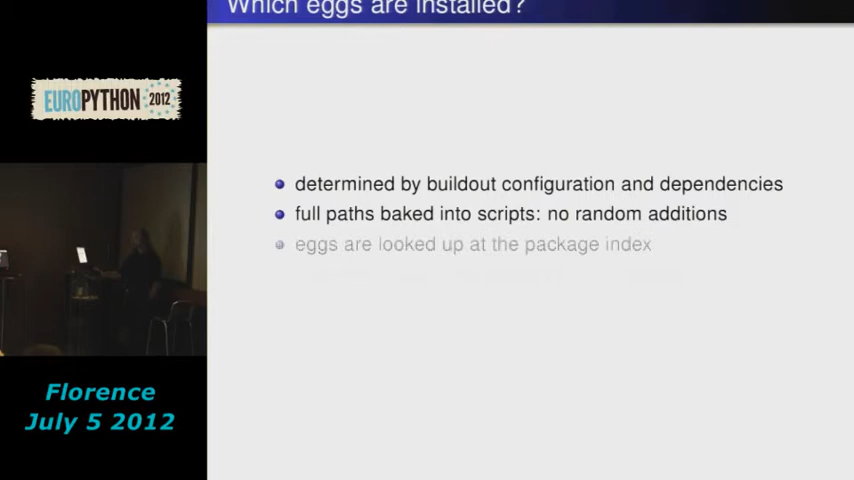 Which eggs are installed?
EUROPYTHON 2012
determined by buildout configuration and dependencies
full paths baked into scripts: no random additions
eggs are looked up at the package index
Florence
July 5 2012